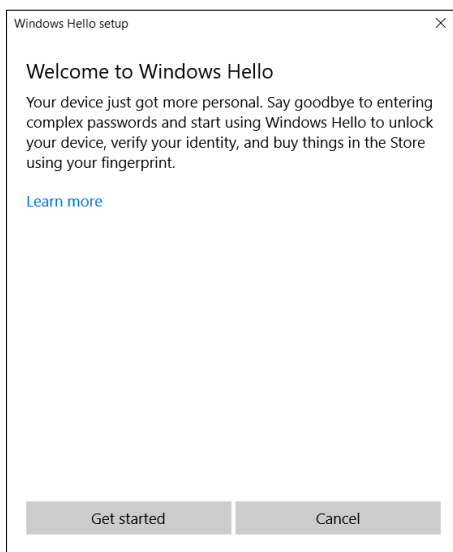 Windows Hello setup
Welcome to Windows Hello
Your device just got more personal. Say goodbye to entering
complex passwords and start using Windows Hello to unlock
your device, verify your identity, and buy things in the Store
using your fingerprint.
Learn more
Get started
Cancel